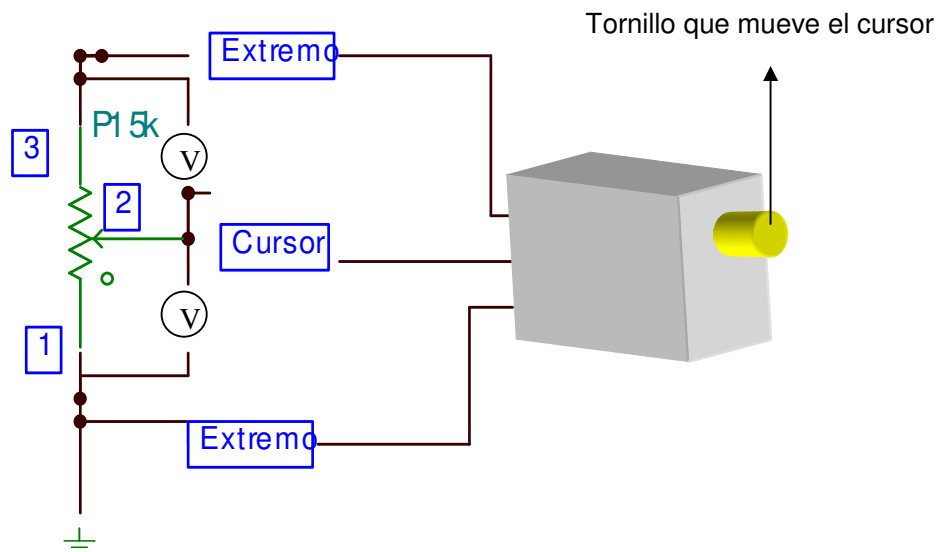 Tornillo que mueve el cursor
Extremo
P1 5k
3
V
2
Cursor
V
1
Extremo